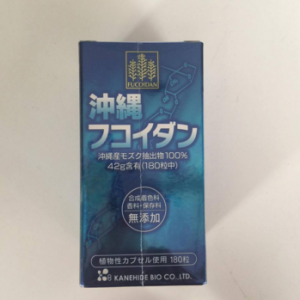 FUCOIDAN
沖縄
フコイダン
沖縄産モズク抽出物100%
42g含有(180粒中)
合成着色料
香料・保存料
無添加
植物性カプセル使用 180粒
KANEHIDE BIO CO.,LTD.